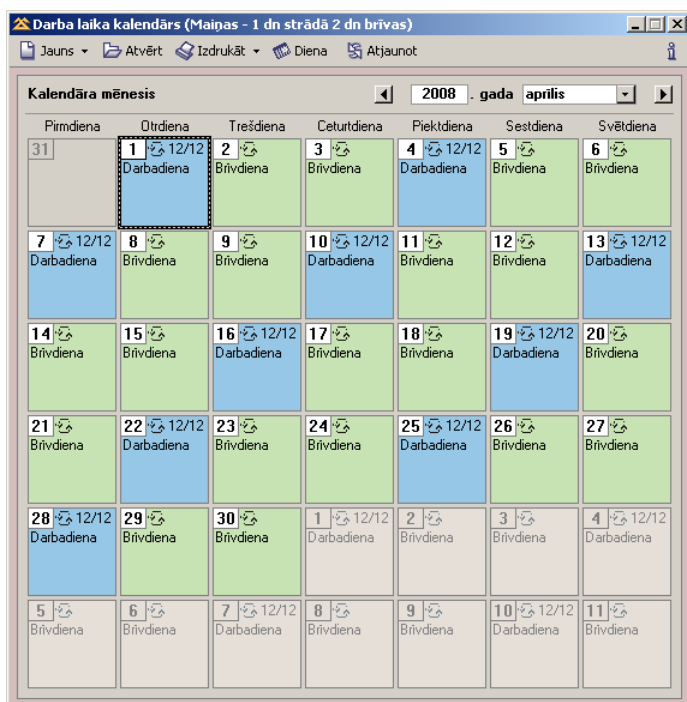 Darba laika kalendārs (Maiņas - 1 dn strādā 2 dn brīvas)
Jauns Atvērt Izdrukāt Diena Atjaunot
Kalendāra mēnesis 2008 . gada aprīlis
Pirmdiena Otrdiena Trešdiena Ceturtdiena Piektdiena Sestdiena Svētdiena
31 1 12/12 2 3 4 12/12 5 6
Darbadiena Brīvdiena Brīvdiena Darbadiena Brīvdiena Brīvdiena
7 12/12 8 9 10 12/12 11 12 13 12/12
Darbadiena Brīvdiena Brīvdiena Darbadiena Brīvdiena Brīvdiena Darbadiena
14 15 16 12/12 17 18 19 12/12 20
Brīvdiena Brīvdiena Darbadiena Brīvdiena Brīvdiena Darbadiena Brīvdiena
21 22 12/12 23 24 25 12/12 26 27
Brīvdiena Darbadiena Brīvdiena Brīvdiena Darbadiena Brīvdiena Brīvdiena
28 12/12 29 30 1 12/12 2 3 4 12/12
Darbadiena Brīvdiena Brīvdiena Darbadiena Brīvdiena Brīvdiena Darbadiena
5 6 7 12/12 8 9 10 12/12 11
Brīvdiena Brīvdiena Darbadiena Brīvdiena Brīvdiena Darbadiena Brīvdiena